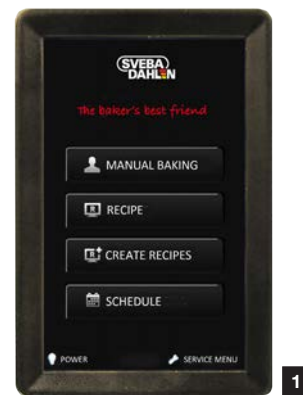 SVEBA
DAHLEN
The baker's best friend
MANUAL BAKING
RECIPE
CREATE RECIPES
SCHEDULE
POWER
SERVICE MENU
1